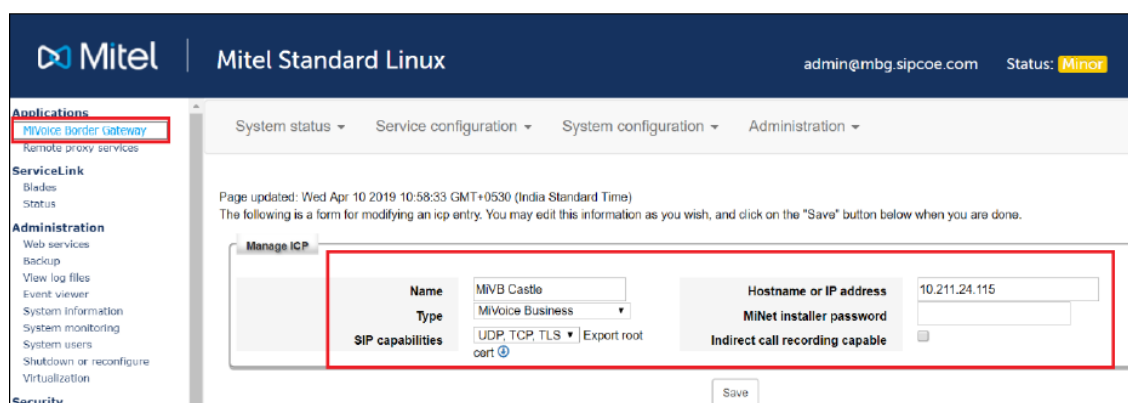 Mitel
Mitel Standard Linux
admin@mbg.sipcoe.com Status: Minor
Applications
MiVoice Border Gateway
Remote proxy services
ServiceLink
Blades
Status
Administration
Web services
Backup
View log files
Event viewer
System information
System monitoring
System users
Shutdown or reconfigure
Virtualization
Security
System status Service configuration System configuration Administration
Page updated: Wed Apr 10 2019 10:58:33 GMT+0530 (India Standard Time)
The following is a form for modifying an icp entry. You may edit this information as you wish, and click on the "Save" button below when you are done.
Manage ICP
Name MiVB Castle
Type MiVoice Business
SIP capabilities UDP, TCP, TLS Export root
cert
Hostname or IP address 10.211.24.115
MiNet installer password
Indirect call recording capable
Save